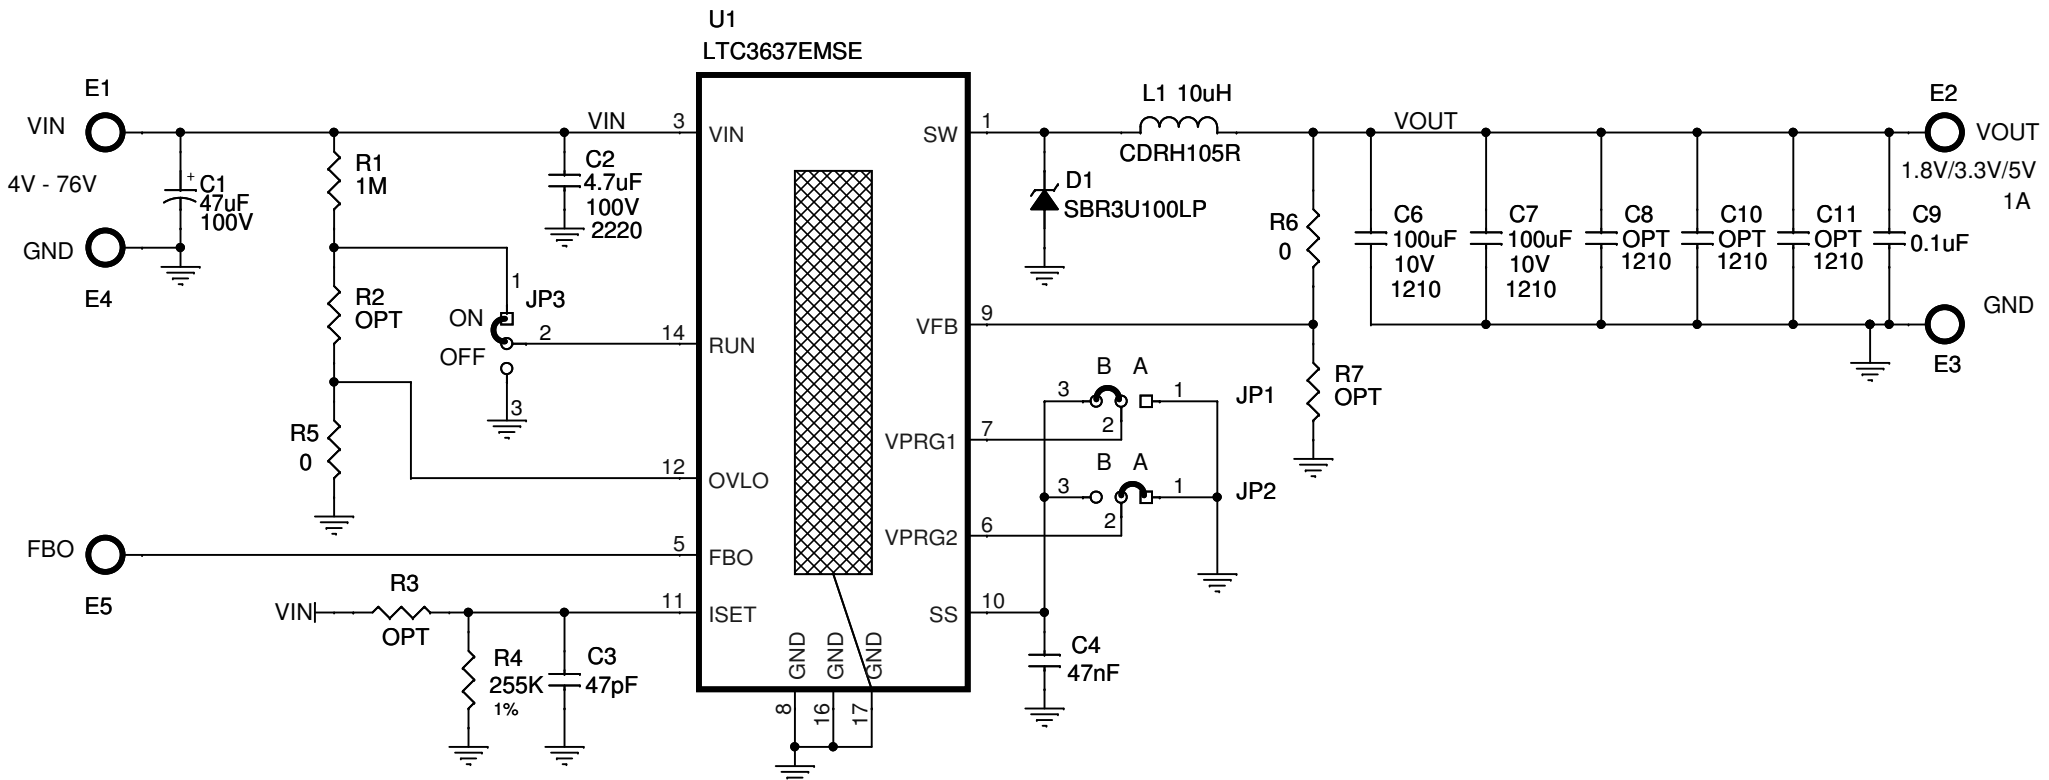 U1
LTC3637EMSE
E1
VIN
4V - 76V
GND
E4
+
C1
47uF
100V
R1
1M
VIN
C2
4.7uF
100V
2220
R2
OPT
1
JP3
ON
2
OFF
3
R5
0
FBO
E5
VIN
R3
OPT
R4
255K
1%
C3
47pF
3
VIN
14
RUN
12
OVLO
5
FBO
11
ISET
GND
GND
GND
8
16
17
SW
1
VFB
9
VPRG1
7
VPRG2
6
SS
10
L1 10uH
CDRH105R
D1
SBR3U100LP
R6
0
R7
OPT
B A
3
1
JP1
2
B A
3
1
JP2
2
C4
47nF
VOUT
C6
100uF
10V
1210
C7
100uF
10V
1210
C8
OPT
1210
C10
OPT
1210
C11
OPT
1210
C9
0.1uF
E2
VOUT
1.8V/3.3V/5V
1A
GND
E3